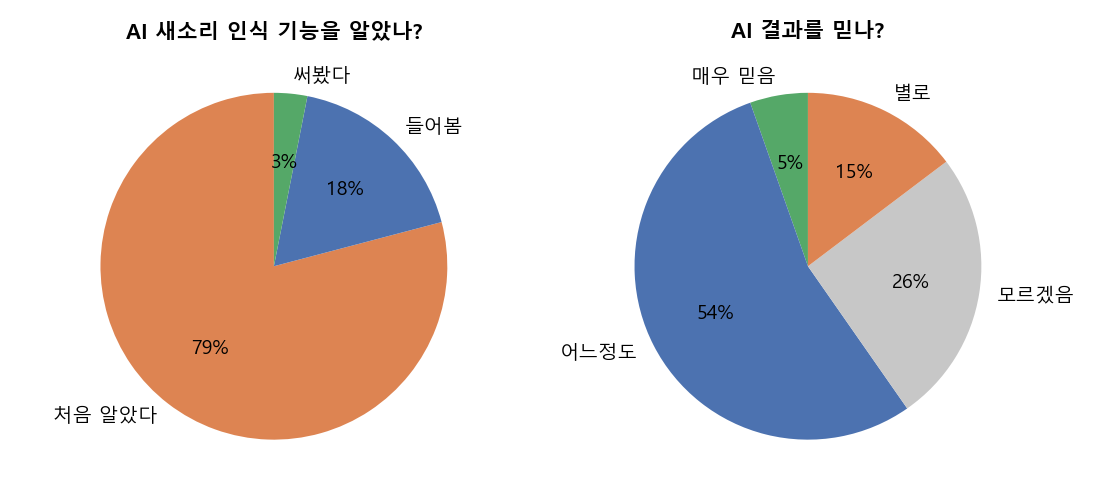 AI 새소리 인식 기능을 알았나?
써봤다
들어봄
3%
18%
79%
처음 알았다
AI 결과를 믿나?
매우 믿음
별로
5%
15%
26%
모르겠음
54%
어느정도